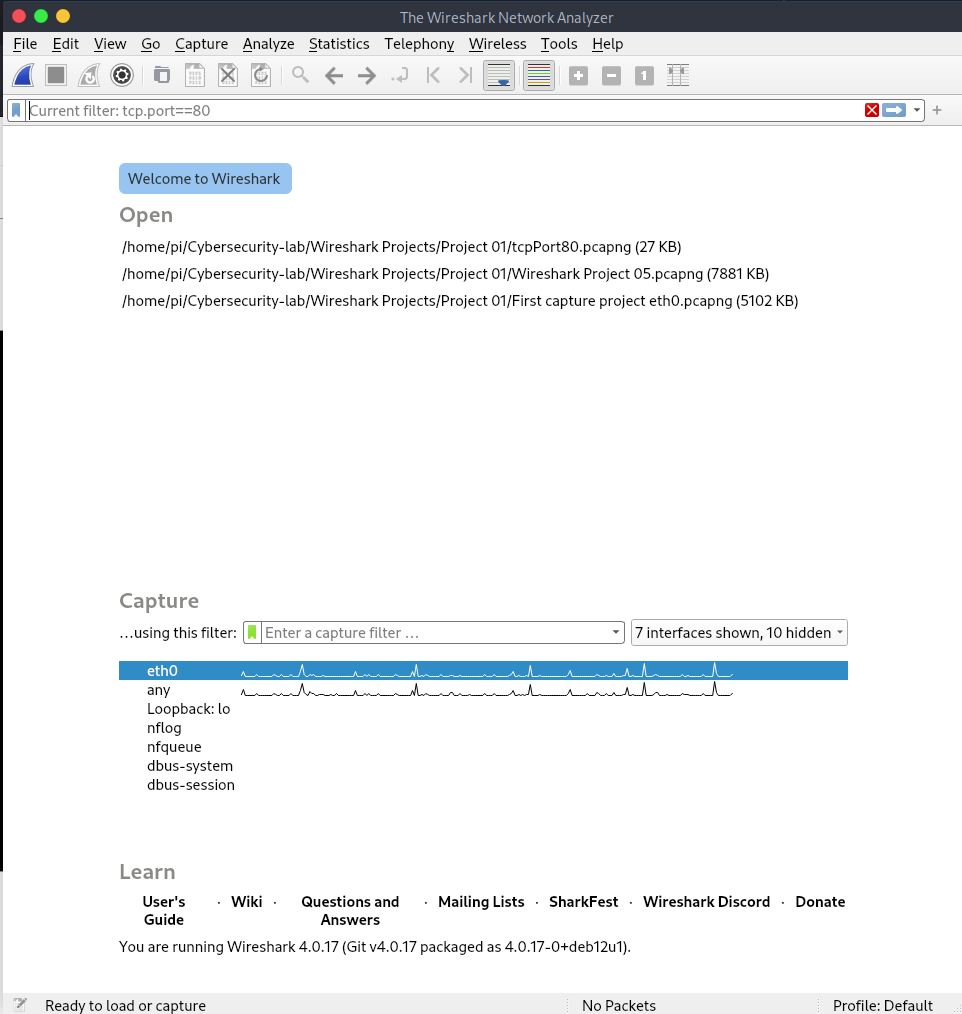 The Wireshark Network Analyzer
File Edit View Go Capture Analyze Statistics Telephony Wireless Tools Help
Current filter: tcp.port==80
Welcome to Wireshark
Open
/home/pi/Cybersecurity-lab/Wireshark Projects/Project 01/tcpPort80.pcapng (27 KB)
/home/pi/Cybersecurity-lab/Wireshark Projects/Project 01/Wireshark Project 05.pcapng (7881 KB)
/home/pi/Cybersecurity-lab/Wireshark Projects/Project 01/First capture project eth0.pcapng (5102 KB)
Capture
...using this filter: Enter a capture filter ... 7 interfaces shown, 10 hidden
eth0
any
Loopback: lo
nflog
nfqueue
dbus-system
dbus-session
Learn
User's Guide · Wiki · Questions and Answers · Mailing Lists · SharkFest · Wireshark Discord · Donate
You are running Wireshark 4.0.17 (Git v4.0.17 packaged as 4.0.17-0+deb12u1).
Ready to load or capture No Packets Profile: Default